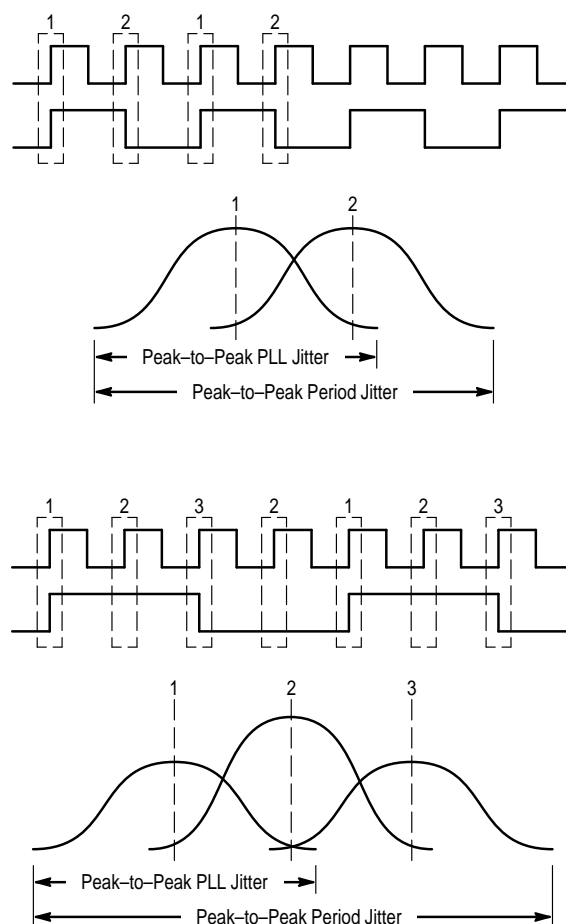 1 2 1 2
1 2
Peak–to–Peak PLL Jitter
Peak–to–Peak Period Jitter
1 2 3 2 1 2 3
1 2 3
Peak–to–Peak PLL Jitter
Peak–to–Peak Period Jitter